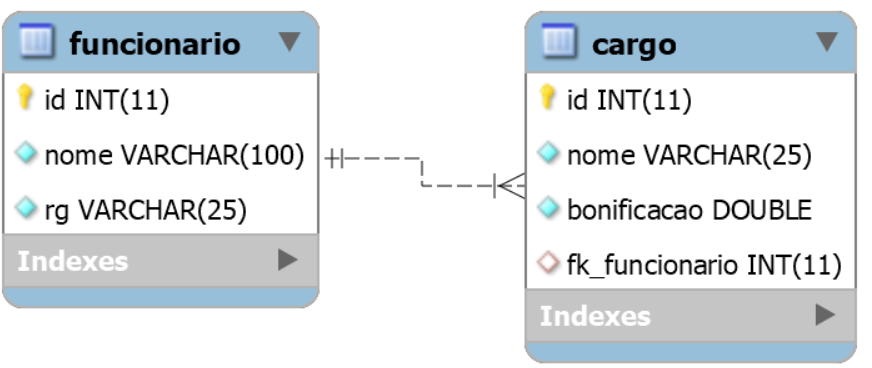 funcionario
id INT(11)
nome VARCHAR(100)
rg VARCHAR(25)
Indexes
cargo
id INT(11)
nome VARCHAR(25)
bonificacao DOUBLE
fk_funcionario INT(11)
Indexes